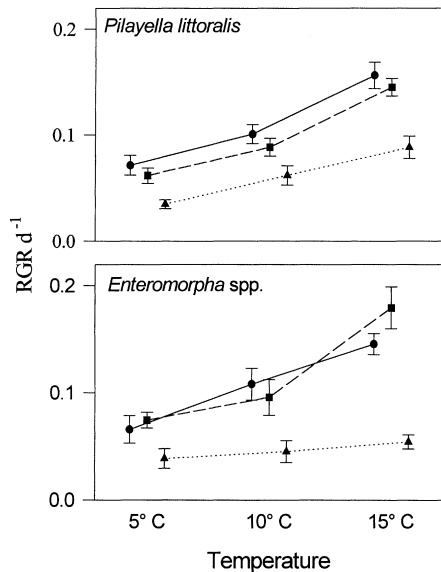 0.2
Pilayella littoralis
0.1
0.0
RGR d⁻¹
0.2
Enteromorpha spp.
0.1
0.0
5° C 10° C 15° C
Temperature